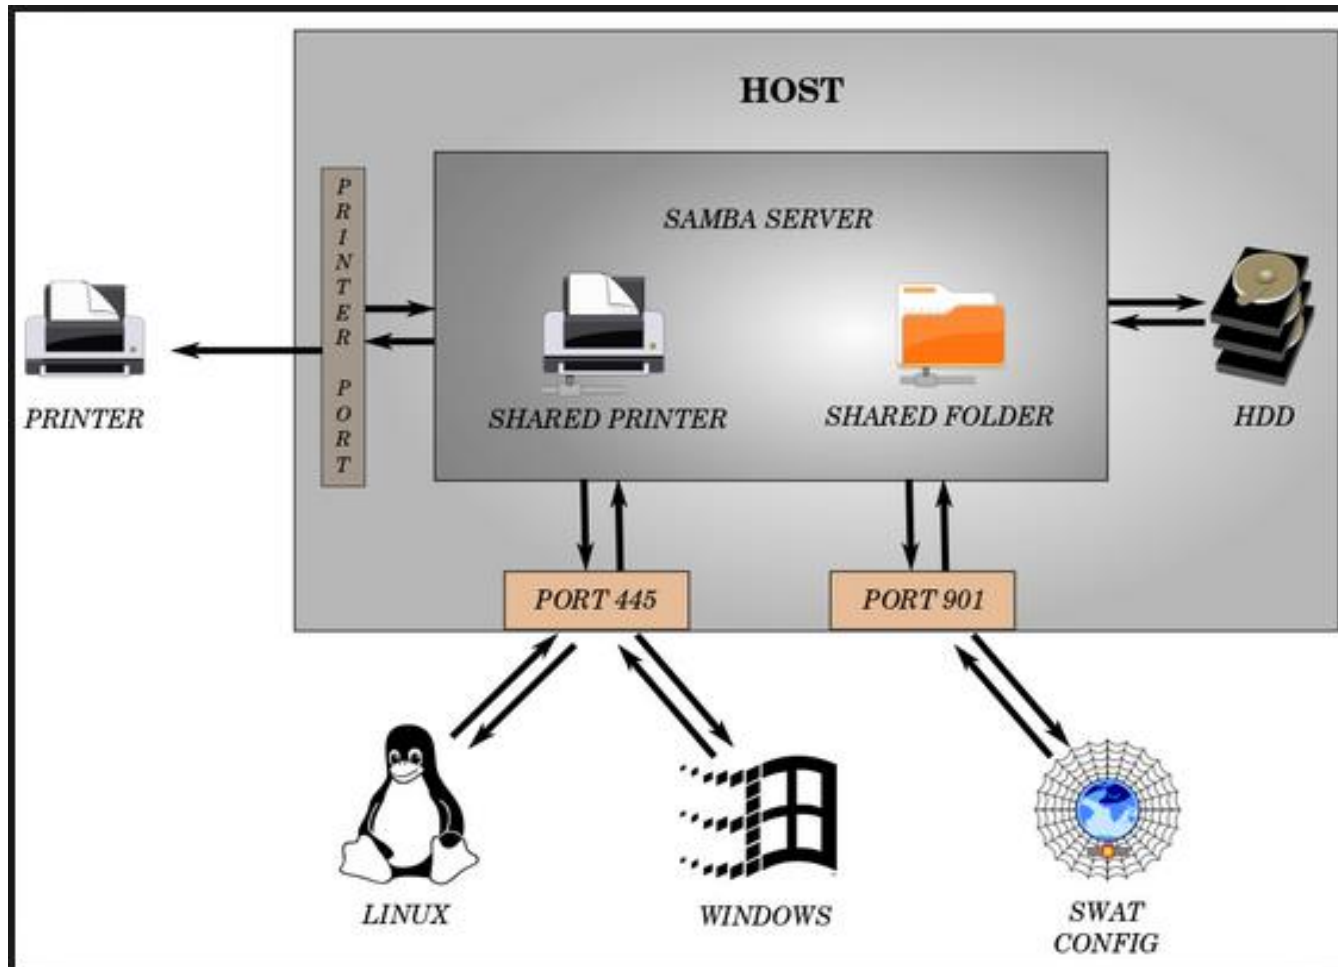 HOST
SAMBA SERVER
PRINTER PORT
PRINTER
SHARED PRINTER
SHARED FOLDER
HDD
PORT 445
PORT 901
LINUX
WINDOWS
SWAT
CONFIG